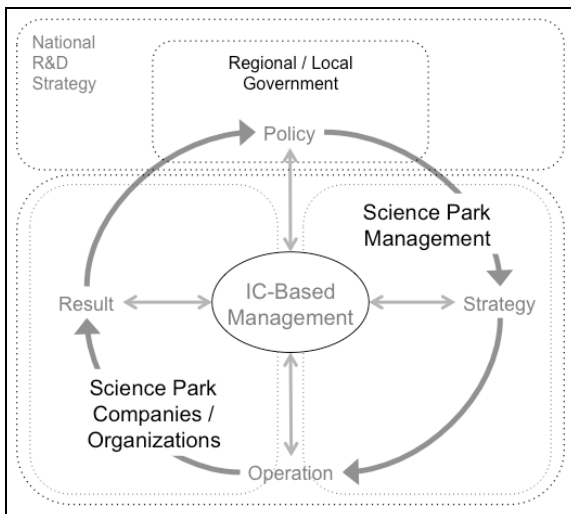 National
R&D
Strategy
Regional / Local
Government
Policy
Science Park
Management
IC-Based
Management
Result
Strategy
Science Park
Companies /
Organizations
Operation